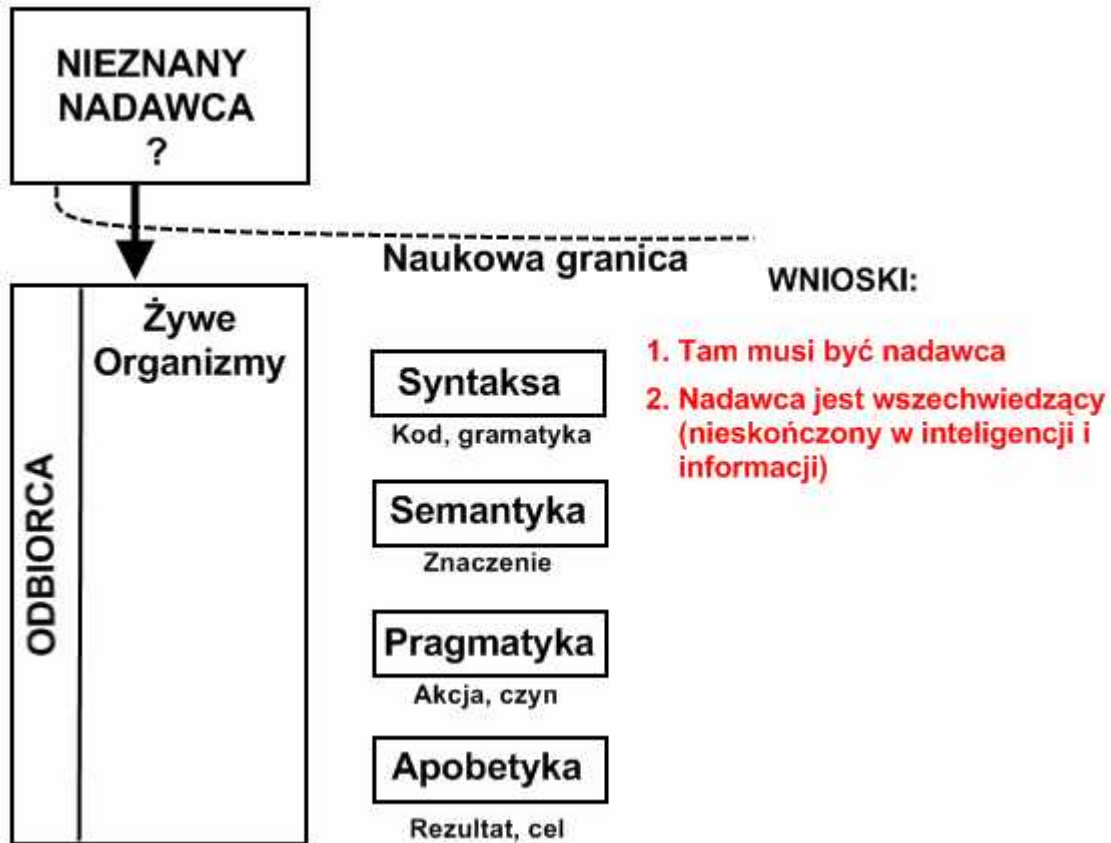 NIEZNANY
NADAWCA
?
Naukowa granica
WNIOSKI:
ODBIORCA
Żywe
Organizmy
Syntaksa
Kod, gramatyka
Semantyka
Znaczenie
Pragmatyka
Akcja, czyn
Apobetyka
Rezultat, cel
1. Tam musi być nadawca
2. Nadawca jest wszechwiedzący
(nieskończony w inteligencji i
informacji)